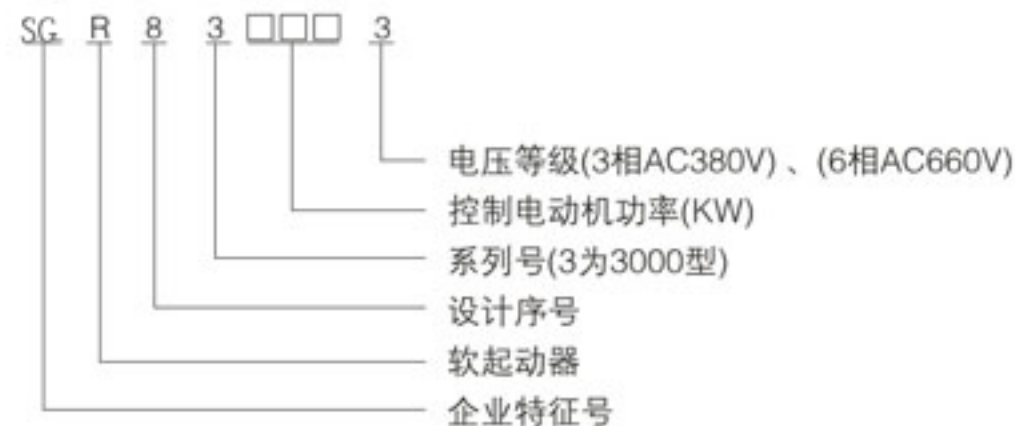 SG R 8 3 □□□ 3
电压等级(3相AC380V) 、(6相AC660V)
控制电动机功率(KW)
系列号(3为3000型)
设计序号
软起动器
企业特征号